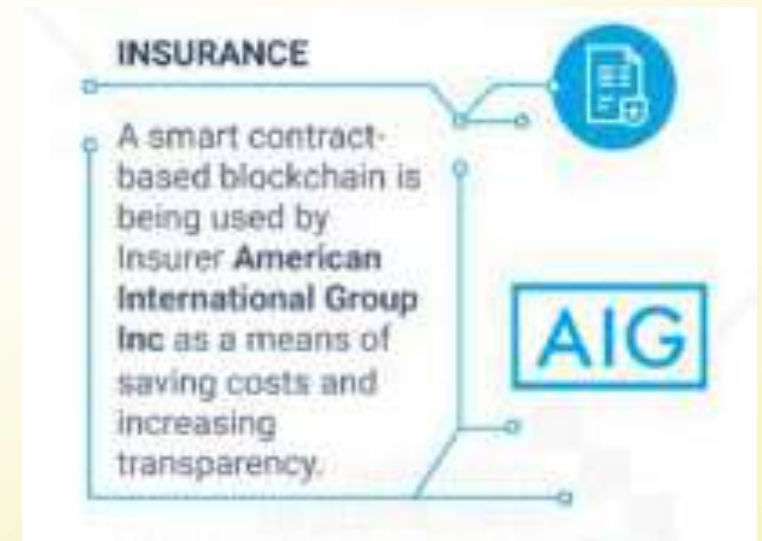 INSURANCE
A smart contract-
based blockchain is
being used by
Insurer American
International Group
Inc as a means of
saving costs and
increasing
transparency.
AIG